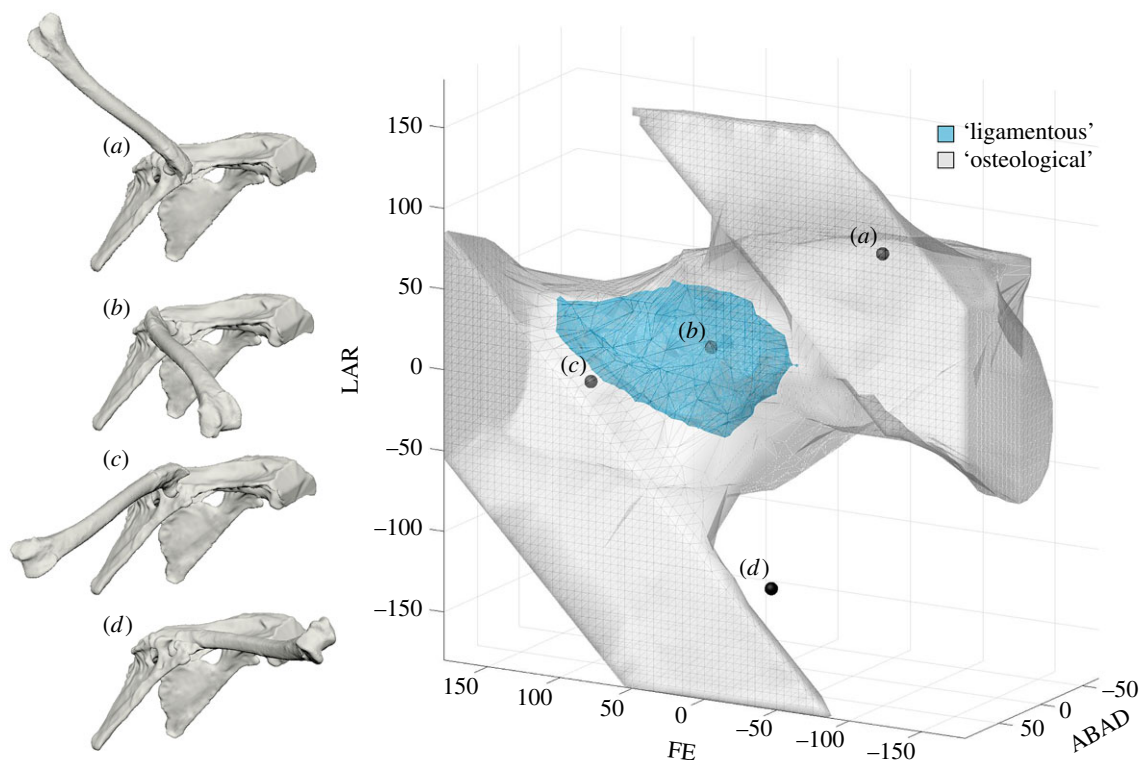 (a)
(b)
(c)
(d)
150
100
50
0
–50
–100
–150
LAR
'ligamentous'
'osteological'
(a)
(b)
(c)
(d)
150
100
50
0
–50
–100
–150
FE
–50
0
50
ABAD